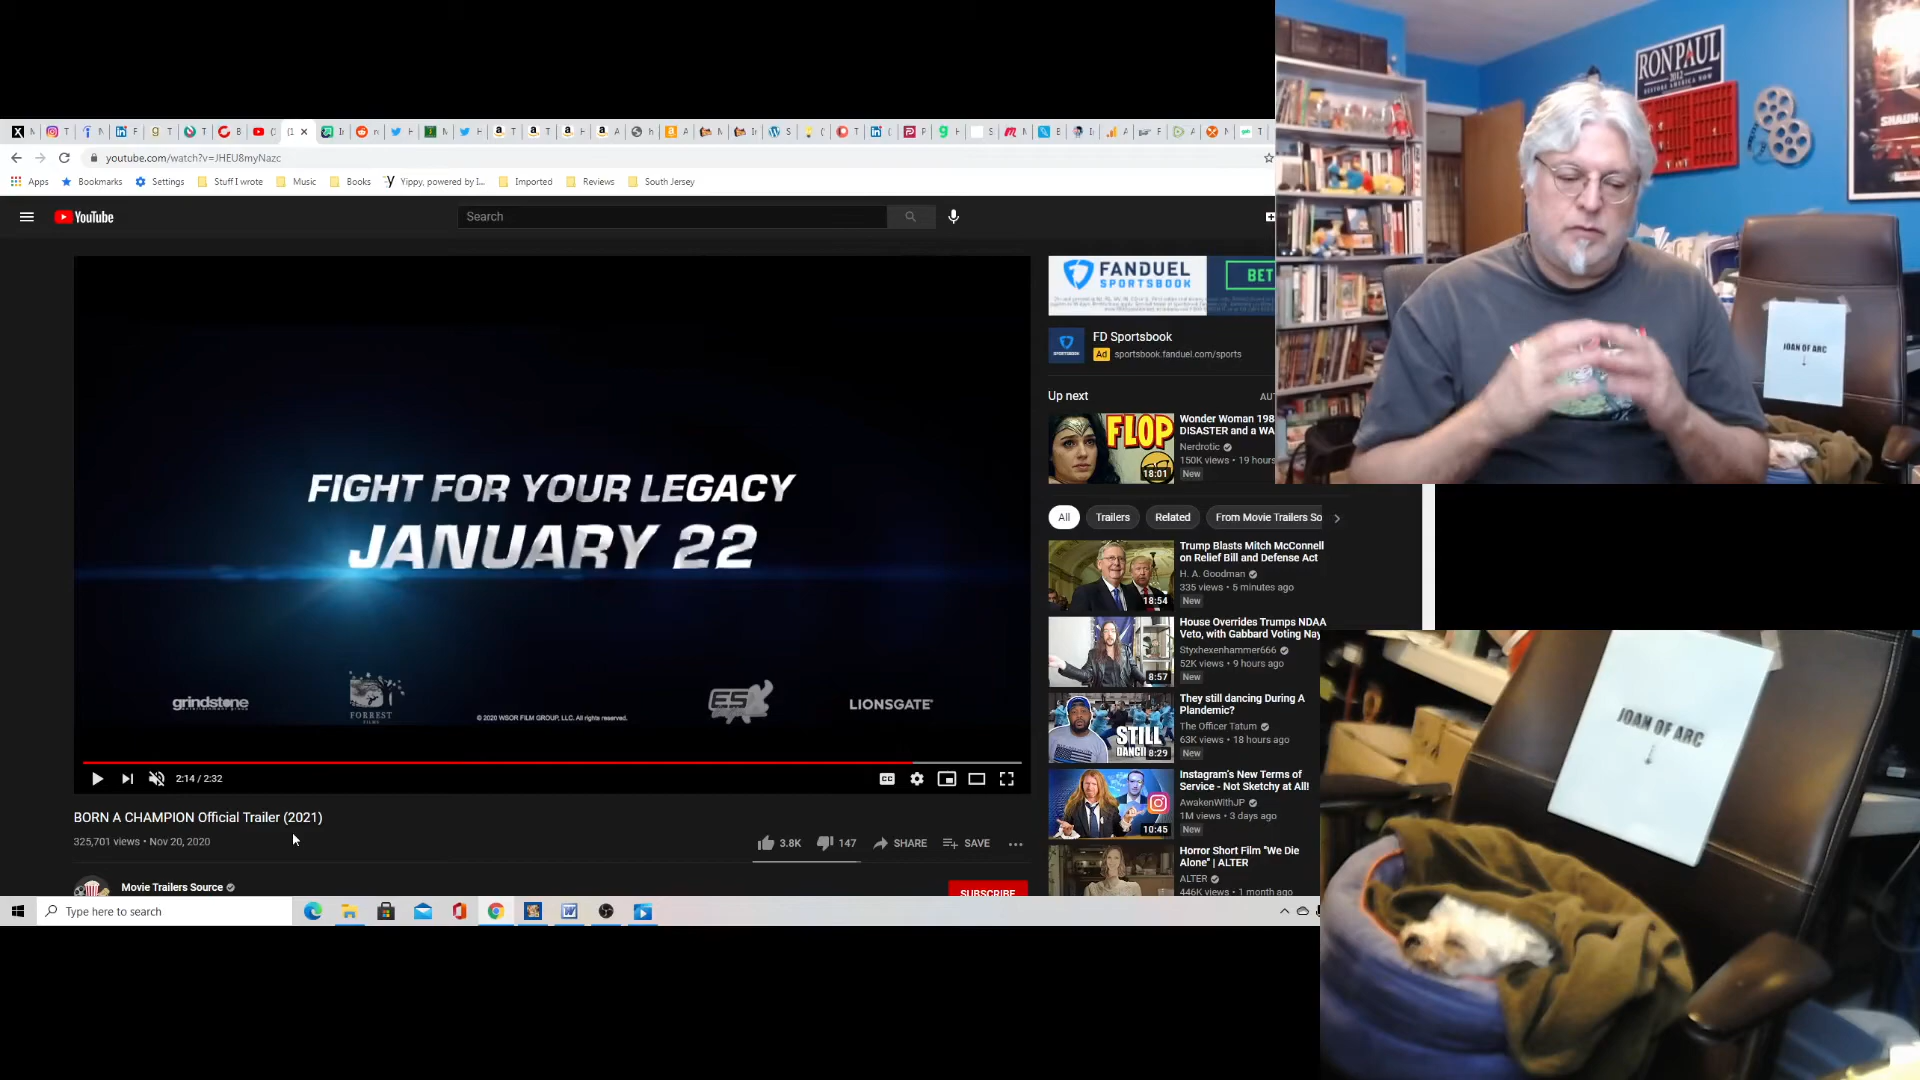 youtube.com/watch?v=JHEU8myNazc
Apps
Bookmarks
Settings
Stuff I wrote
Music
Books
Yippy, powered by I...
Imported
Reviews
South Jersey
YouTube
Search
FIGHT FOR YOUR LEGACY
JANUARY 22
grindstone
FORREST
FILMS
© 2020 WSOR FILM GROUP, LLC. All rights reserved.
ESX
LIONSGATE
2:14 / 2:32
CC
BORN A CHAMPION Official Trailer (2021)
325,701 views • Nov 20, 2020
3.8K
147
SHARE
SAVE
Movie Trailers Source
SUBSCRIBE
FANDUEL
SPORTSBOOK
BET
FD Sportsbook
Ad sportsbook.fanduel.com/sports
Up next
AU
FLOP
18:01
Wonder Woman 198
DISASTER and a WA
Nerdrotic
150K views • 19 hours
New
All
Trailers
Related
From Movie Trailers So
18:54
Trump Blasts Mitch McConnell
on Relief Bill and Defense Act
H. A. Goodman
335 views • 5 minutes ago
New
8:57
House Overrides Trumps NDAA
Veto, with Gabbard Voting Nay
Styxhexenhammer666
52K views • 9 hours ago
New
STILL
DANCI
8:29
They still dancing During A
Plandemic?
The Officer Tatum
63K views • 18 hours ago
New
10:45
Instagram's New Terms of
Service - Not Sketchy at All!
AwakenWithJP
1M views • 3 days ago
New
Horror Short Film "We Die
Alone" | ALTER
ALTER
446K views • 1 month ago
Type here to search
RON PAUL
2012
RESTORE AMERICA NOW
SHAUN
JOAN OF ARC
JOAN OF ARC